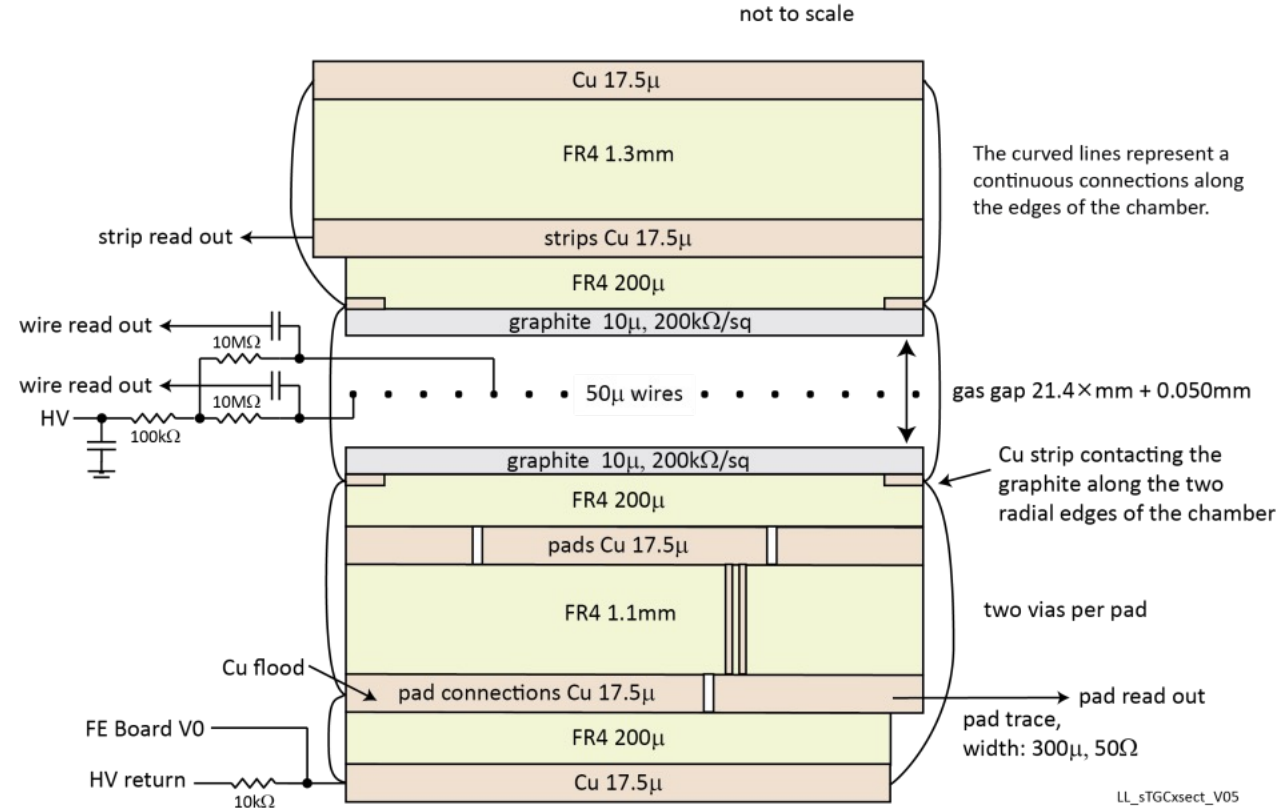 not to scale
Cu 17.5μ
FR4 1.3mm
The curved lines represent a
continuous connections along
the edges of the chamber.
strip read out
strips Cu 17.5μ
FR4 200μ
wire read out
graphite 10μ, 200kΩ/sq
10MΩ
wire read out
50μ wires
gas gap 21.4×mm + 0.050mm
10MΩ
HV
100kΩ
graphite 10μ, 200kΩ/sq
Cu strip contacting the
graphite along the two
radial edges of the chamber
FR4 200μ
pads Cu 17.5μ
FR4 1.1mm
two vias per pad
Cu flood
pad connections Cu 17.5μ
pad read out
pad trace,
width: 300μ, 50Ω
FE Board V0
FR4 200μ
HV return
10kΩ
Cu 17.5μ
LL_sTGCxsect_V05